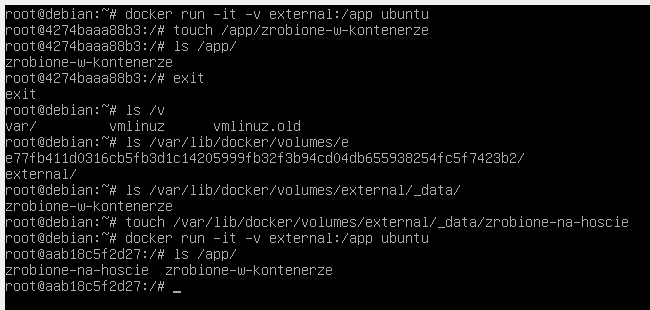 root@debian:~# docker run -it -v external:/app ubuntu
root@4274baaa88b3:/# touch /app/zrobione-w-kontenerze
root@4274baaa88b3:/# ls /app/
zrobione-w-kontenerze
root@4274baaa88b3:/# exit
exit
root@debian:~# ls /v
var/ vmlinuz vmlinuz.old
root@debian:~# ls /var/lib/docker/volumes/e
e77fb411d0316cb5fb3d1c14205999fb32f3b94cd04db655938254fc5f7423b2/
external/
root@debian:~# ls /var/lib/docker/volumes/external/_data/
zrobione-w-kontenerze
root@debian:~# touch /var/lib/docker/volumes/external/_data/zrobione-na-hoscie
root@debian:~# docker run -it -v external:/app ubuntu
root@aab18c5f2d27:/# ls /app/
zrobione-na-hoscie zrobione-w-kontenerze
root@aab18c5f2d27:/# _